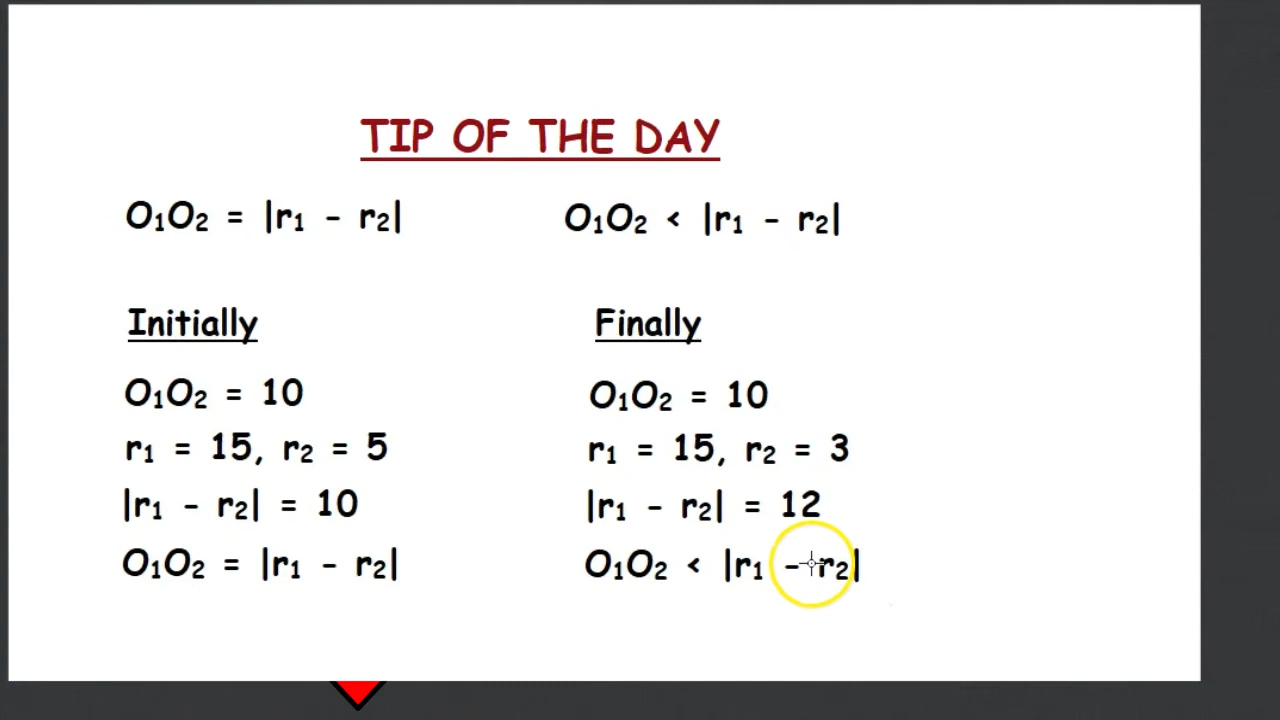 TIP OF THE DAY
O₁O₂ = |r₁ - r₂|
O₁O₂ < |r₁ - r₂|
Initially
O₁O₂ = 10
r₁ = 15, r₂ = 5
|r₁ - r₂| = 10
O₁O₂ = |r₁ - r₂|
Finally
O₁O₂ = 10
r₁ = 15, r₂ = 3
|r₁ - r₂| = 12
O₁O₂ < |r₁ - r₂|